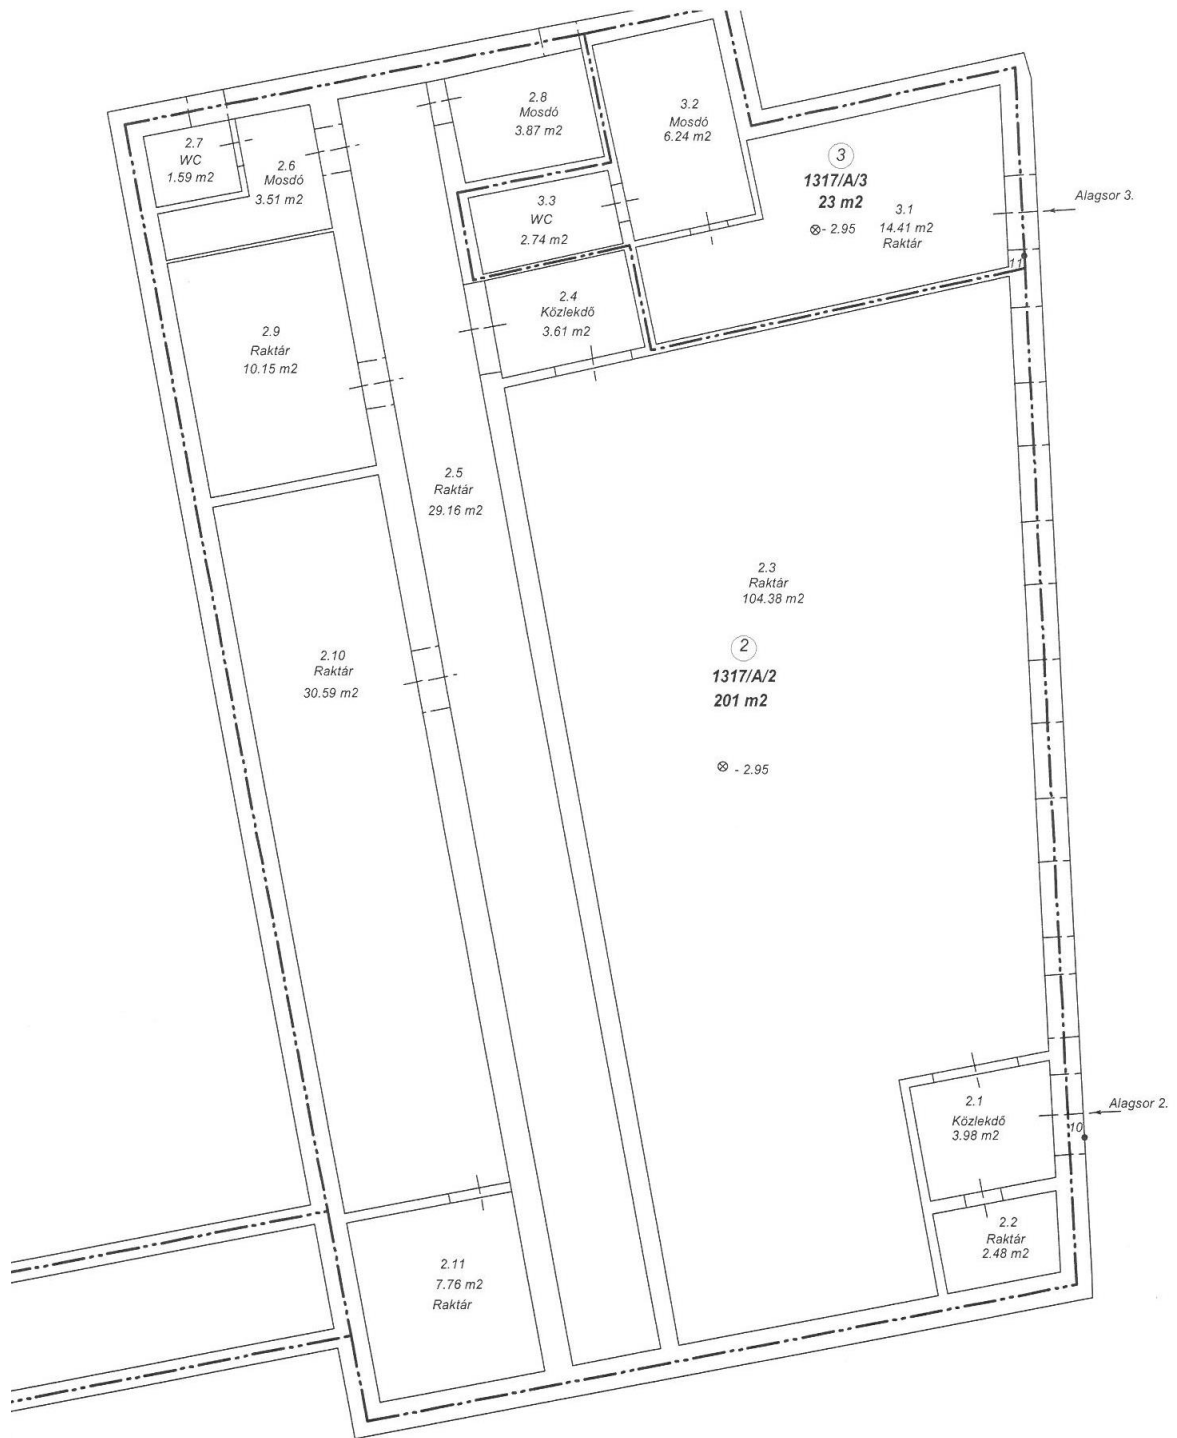 2.7
WC
1.59 m2
2.6
Mosdó
3.51 m2
2.8
Mosdó
3.87 m2
3.2
Mosdó
6.24 m2
3
1317/A/3
23 m2
- 2.95
3.1
14.41 m2
Raktár
Alagsor 3.
11
3.3
WC
2.74 m2
2.4
Közlekdő
3.61 m2
2.9
Raktár
10.15 m2
2.5
Raktár
29.16 m2
2.3
Raktár
104.38 m2
2
1317/A/2
201 m2
- 2.95
2.10
Raktár
30.59 m2
2.1
Közlekdő
3.98 m2
Alagsor 2.
10
2.2
Raktár
2.48 m2
2.11
7.76 m2
Raktár